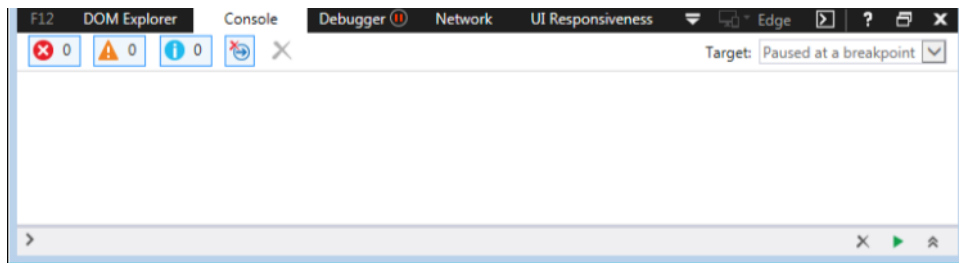 F12 DOM Explorer Console Debugger Network UI Responsiveness Edge ?
0 0 0 Target: Paused at a breakpoint